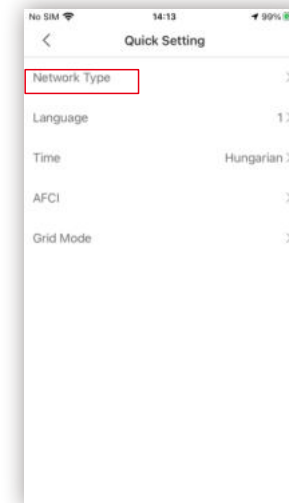 No SIM 14:13 99%
Quick Setting
Network Type
Language 1
Time Hungarian
AFCI
Grid Mode